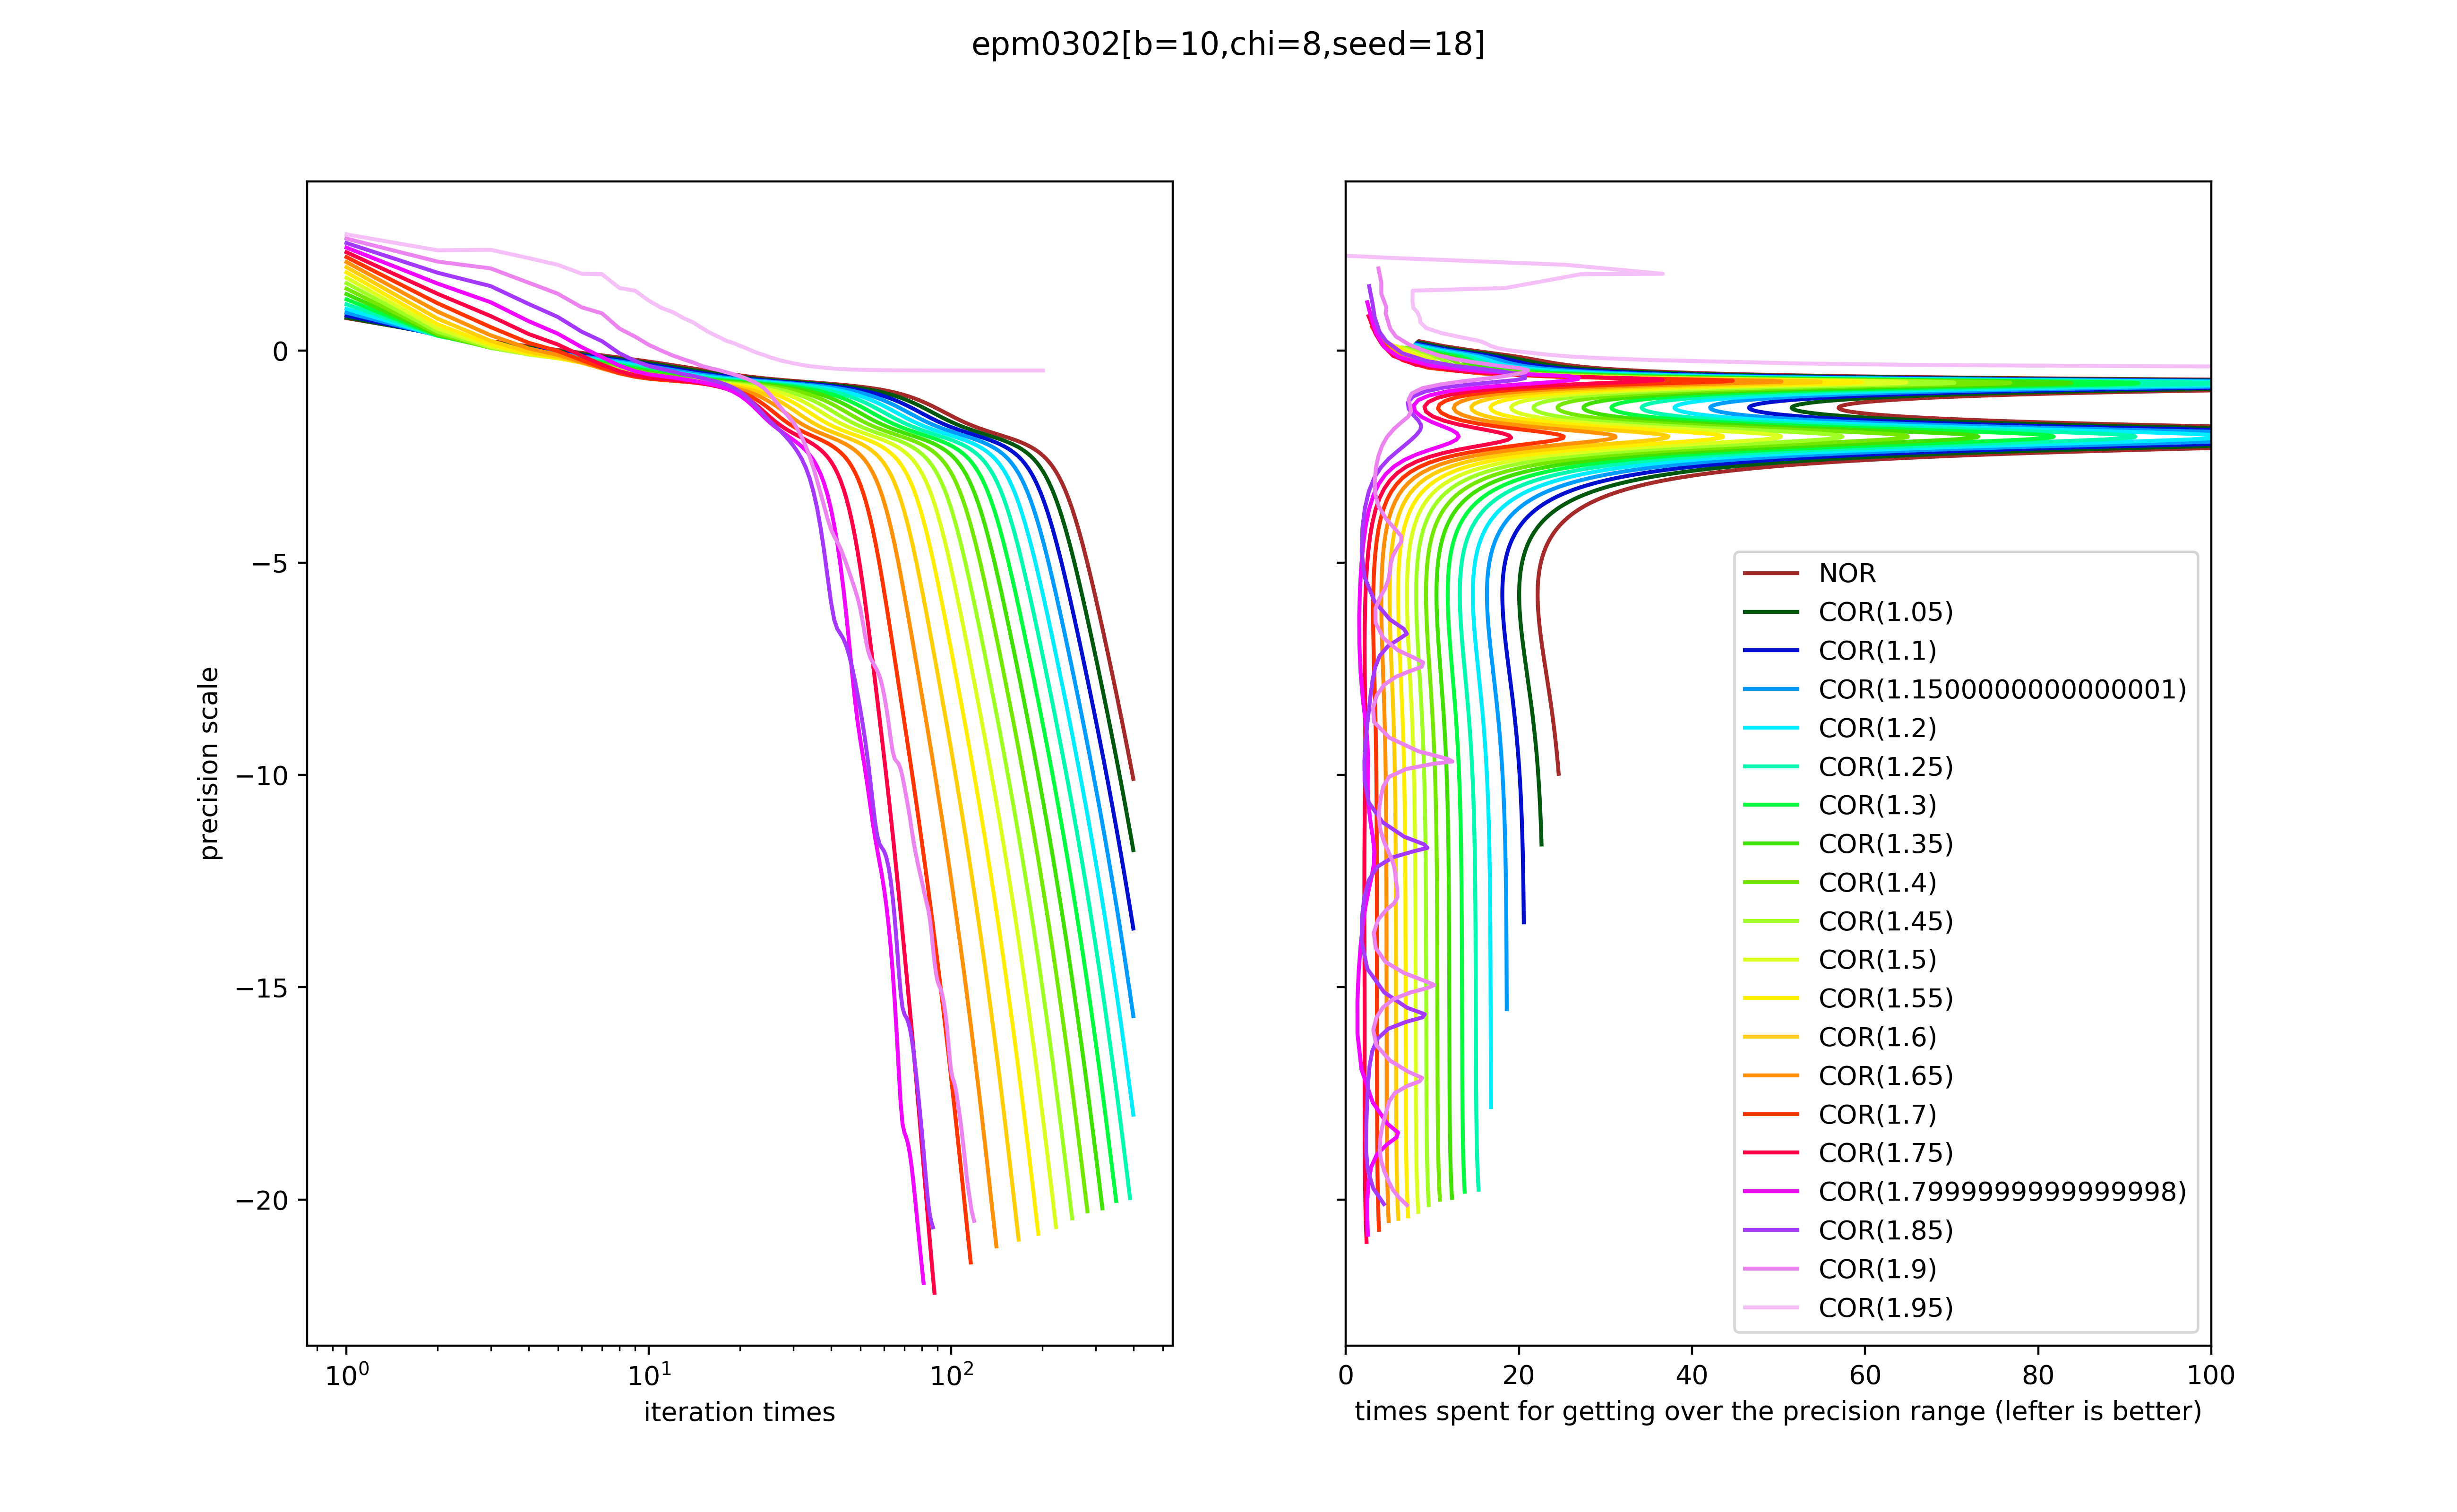 epm0302[b=10,chi=8,seed=18]
precision scale
0
−5
−10
−15
−20
10⁰ 10¹ 10²
iteration times
0 20 40 60 80 100
times spent for getting over the precision range (lefter is better)
NOR
COR(1.05)
COR(1.1)
COR(1.1500000000000001)
COR(1.2)
COR(1.25)
COR(1.3)
COR(1.35)
COR(1.4)
COR(1.45)
COR(1.5)
COR(1.55)
COR(1.6)
COR(1.65)
COR(1.7)
COR(1.75)
COR(1.7999999999999998)
COR(1.85)
COR(1.9)
COR(1.95)